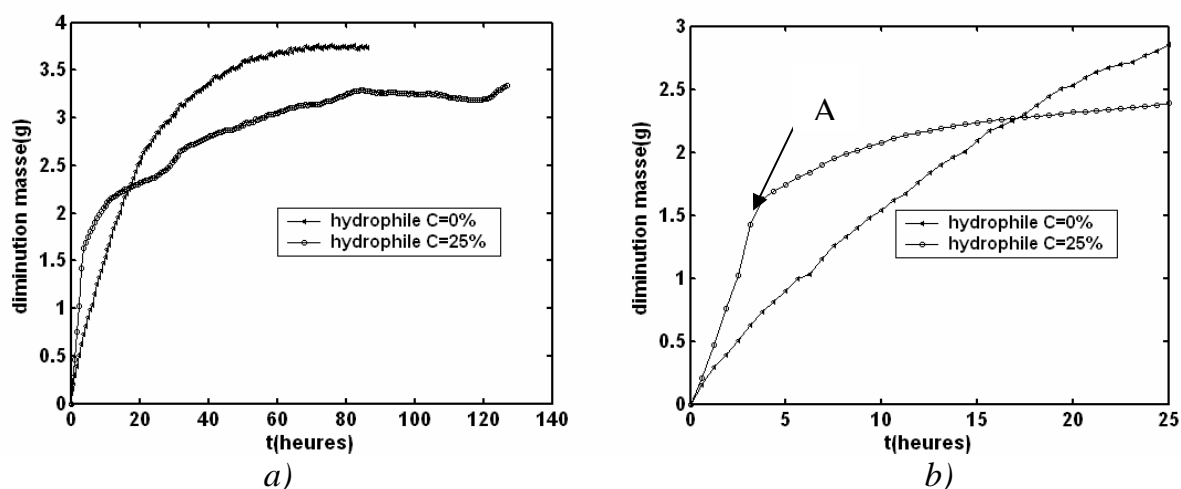 4
3.5
3
2.5
2
1.5
1
0.5
0
diminution masse(g)
0 20 40 60 80 100 120 140
t(heures)
hydrophile C=0%
hydrophile C=25%
a)
3
2.5
2
1.5
1
0.5
0
diminution masse(g)
A
hydrophile C=0%
hydrophile C=25%
0 5 10 15 20 25
t(heures)
b)